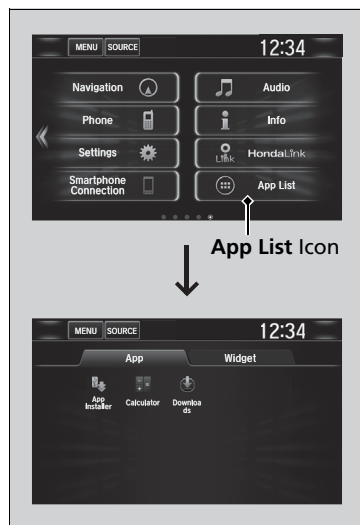 MENU SOURCE 12:34
Navigation Audio
Phone Info
Settings Link HondaLink
Smartphone
Connection App List
App List Icon
MENU SOURCE 12:34
App Widget
App
Installer Calculator Downloa
ds